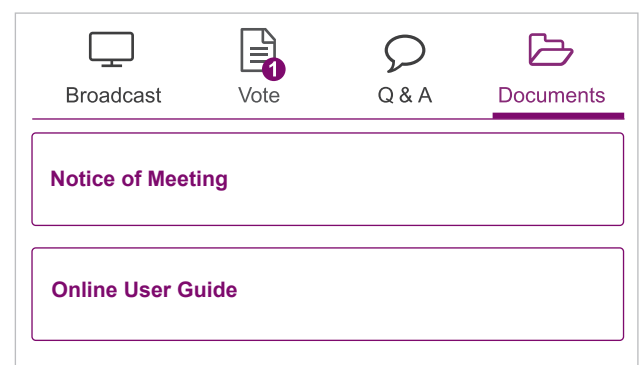 1
Broadcast Vote Q & A Documents
Notice of Meeting
Online User Guide